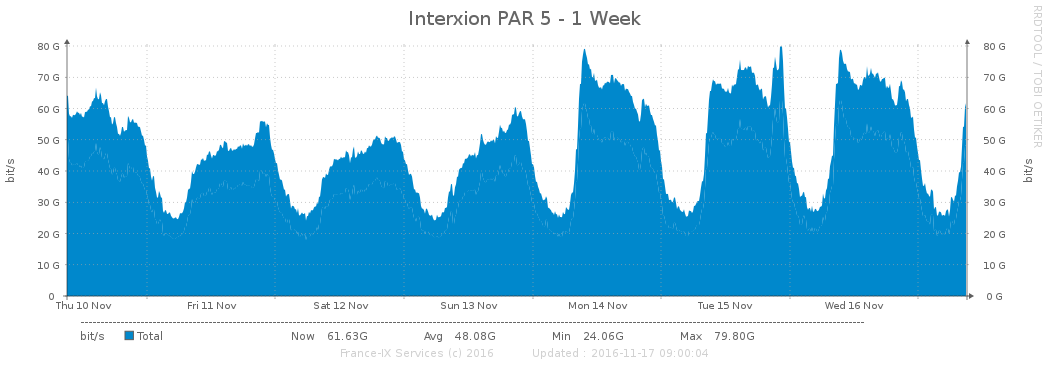 Interxion PAR 5 - 1 Week
RRDTOOL / TOBI OETIKER
bit/s
80 G
70 G
60 G
50 G
40 G
30 G
20 G
10 G
0
80 G
70 G
60 G
50 G
40 G
30 G
20 G
10 G
0 G
bit/s
Thu 10 Nov Fri 11 Nov Sat 12 Nov Sun 13 Nov Mon 14 Nov Tue 15 Nov Wed 16 Nov
bit/s Total Now 61.63G Avg 48.08G Min 24.06G Max 79.80G
France-IX Services (c) 2016 Updated : 2016-11-17 09:00:04